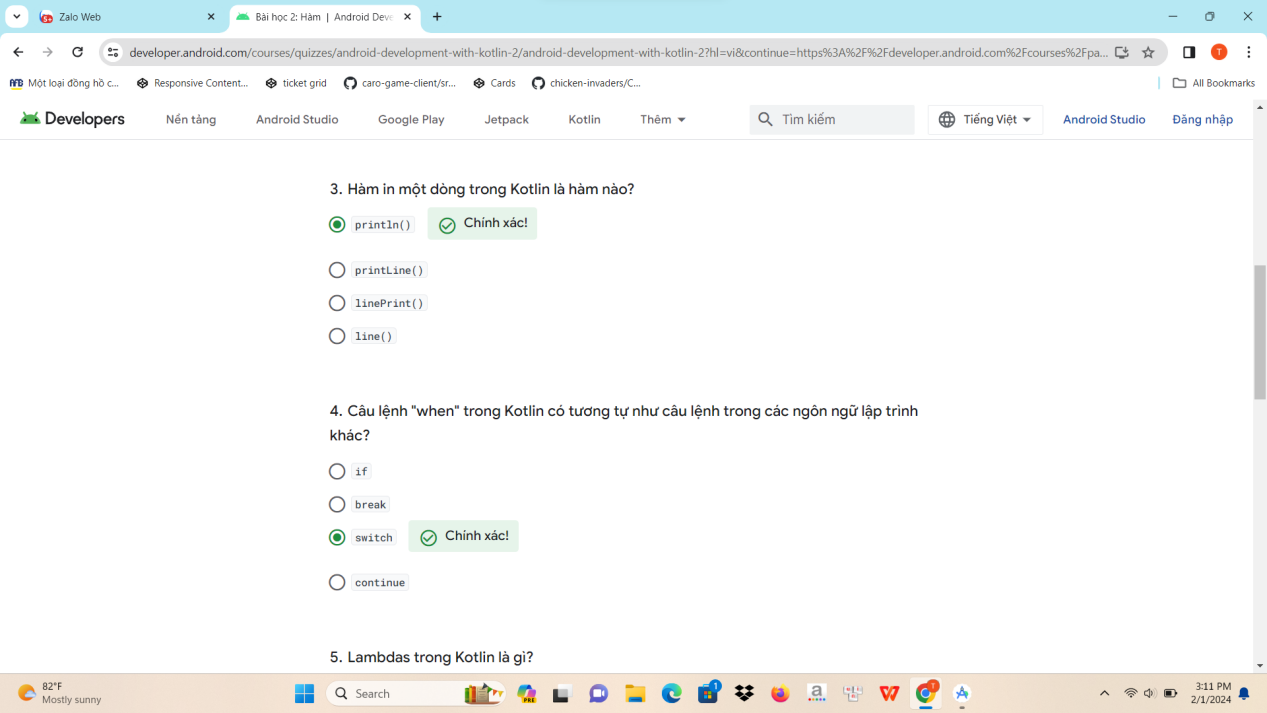 Zalo Web
Bài học 2: Hàm | Android Deve
developer.android.com/courses/quizzes/android-development-with-kotlin-2/android-development-with-kotlin-2?hl=vi&continue=https%3A%2F%2Fdeveloper.android.com%2Fcourses%2Fpa...
Một loại đồng hồ c...
Responsive Content...
ticket grid
caro-game-client/sr...
Cards
chicken-invaders/C...
All Bookmarks
Developers
Nền tảng
Android Studio
Google Play
Jetpack
Kotlin
Thêm
Tìm kiếm
Tiếng Việt
Android Studio
Đăng nhập
3. Hàm in một dòng trong Kotlin là hàm nào?
println() Chính xác!
printLine()
linePrint()
line()
4. Câu lệnh "when" trong Kotlin có tương tự như câu lệnh trong các ngôn ngữ lập trình
khác?
if
break
switch Chính xác!
continue
5. Lambdas trong Kotlin là gì?
82°F
Mostly sunny
Search
3:11 PM
2/1/2024